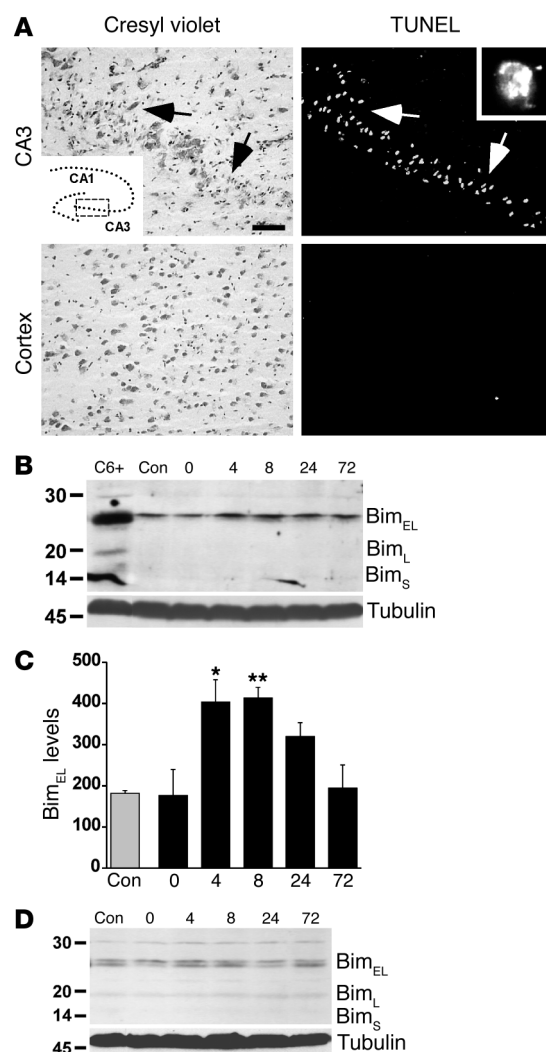 A
Cresyl violet TUNEL
CA3
CA1
CA3
Cortex
B
C6+ Con 0 4 8 24 72
30
20
14
45
BimEL
BimL
BimS
Tubulin
C
BimEL levels
500
400
300
200
100
0
* **
Con 0 4 8 24 72
D
Con 0 4 8 24 72
30
20
14
45
BimEL
BimL
BimS
Tubulin